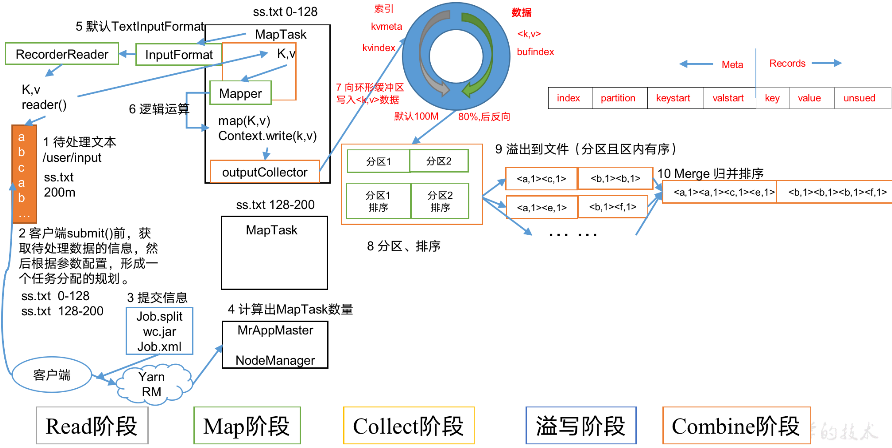 ss.txt 0-128
5 默认TextInputFormat
MapTask
RecorderReader
InputFormat
K,v
K,v
reader()
Mapper
6 逻辑运算
map(K,v)
Context.write(k,v)
outputCollector
a
b
c
a
b
...
1 待处理文本
/user/input
ss.txt
200m
2 客户端submit()前，获
取待处理数据的信息，然
后根据参数配置，形成一
个任务分配的规划。
ss.txt 0-128
ss.txt 128-200
3 提交信息
Job.split
wc.jar
Job.xml
客户端
Yarn
RM
ss.txt 128-200
MapTask
4 计算出MapTask数量
MrAppMaster
NodeManager
索引
kvmeta
kvindex
数据
<k,v>
bufindex
7 向环形缓冲区
写入<k,v>数据
默认100M
80%,后反向
Meta
Records
index
partition
keystart
valstart
key
value
unsued
分区1
分区2
分区1
排序
分区2
排序
8 分区、排序
9 溢出到文件（分区且区内有序）
<a,1><c,1>
<b,1><b,1>
<a,1><e,1>
<b,1><f,1>
... ...
10 Merge 归并排序
<a,1><a,1><c,1><e,1>
<b,1><b,1><b,1><f,1>
Read阶段
Map阶段
Collect阶段
溢写阶段
Combine阶段
的技术